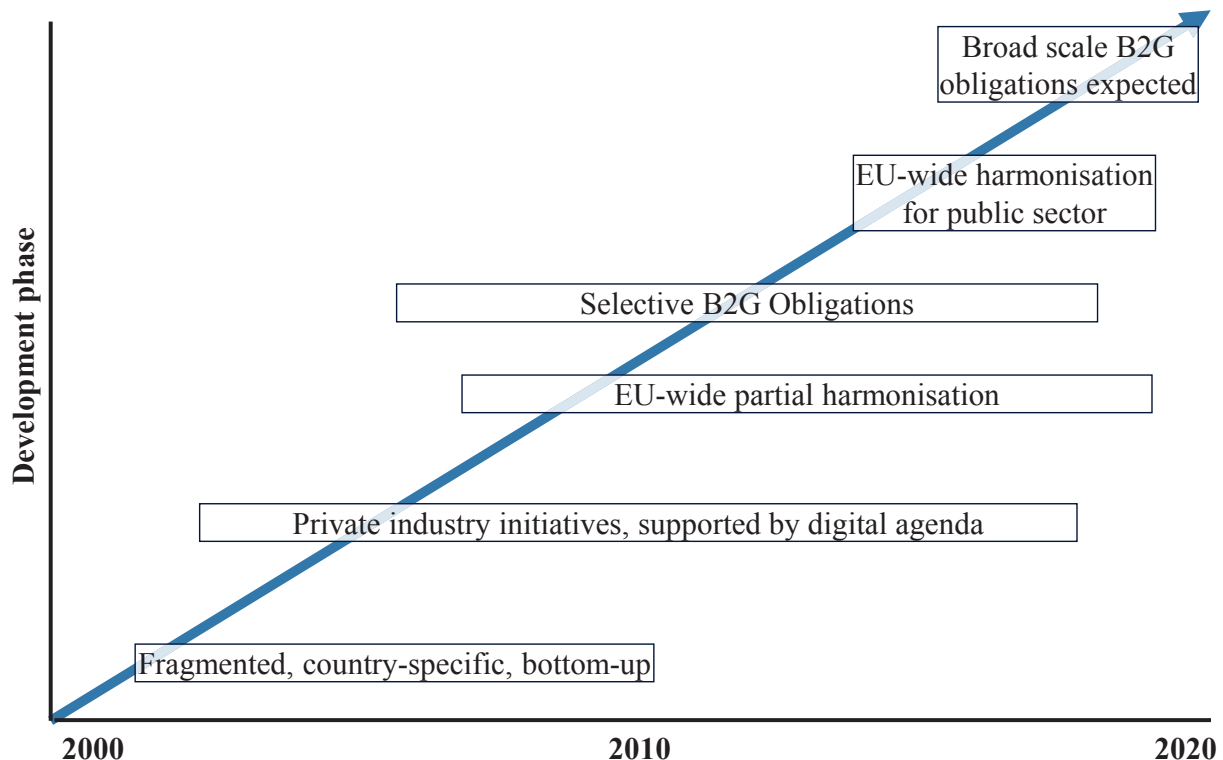 Broad scale B2G
obligations expected
EU-wide harmonisation
for public sector
Selective B2G Obligations
EU-wide partial harmonisation
Private industry initiatives, supported by digital agenda
Fragmented, country-specific, bottom-up
Development phase
2000
2010
2020